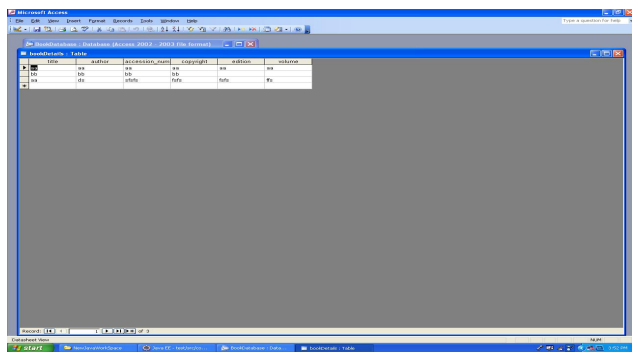 Microsoft Access
File Edit View Insert Format Records Tools Window Help
Type a question for help
BookDatabase : Database (Access 2002 - 2003 file format)
bookDetails : Table
title author accession_num copyright edition volume
aa aa aa aa aa aa
bb bb bb bb
aa ds sfsfs fsfs fsfs ffs
Record: 1 of 3
Datasheet View
NUM
start NewJavaWorkSpace Java EE - BookDatabase : Data... bookDetails : Table 3:52 PM